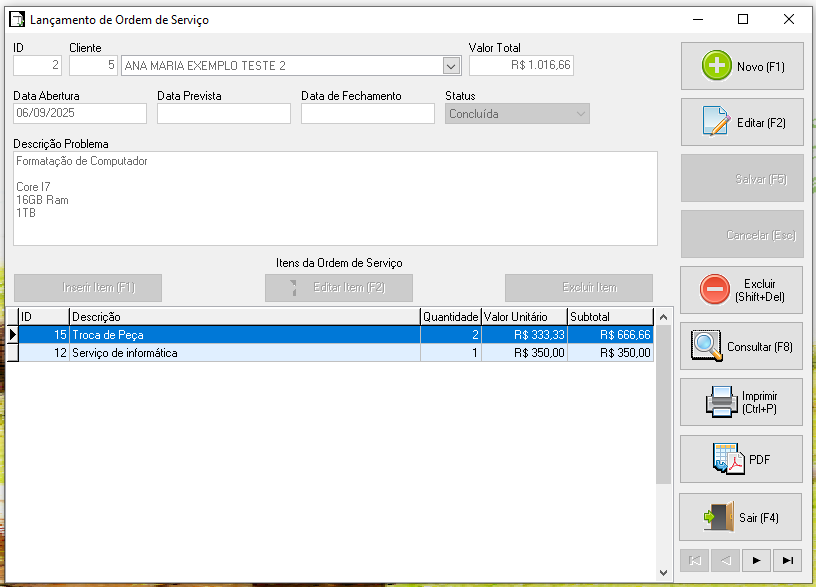 Lançamento de Ordem de Serviço
ID Cliente Valor Total
2 5 ANA MARIA EXEMPLO TESTE 2 R$ 1.016,66
Data Abertura Data Prevista Data de Fechamento Status
06/09/2025 Concluída
Descrição Problema
Formatação de Computador
Core I7
16GB Ram
1TB
Itens da Ordem de Serviço
Inserir Item (F1) Editar Item (F2) Excluir Item
ID Descrição Quantidade Valor Unitário Subtotal
15 Troca de Peça 2 R$ 333,33 R$ 666,66
12 Serviço de informática 1 R$ 350,00 R$ 350,00
Novo (F1)
Editar (F2)
Salvar (F5)
Cancelar (Esc)
Excluir
(Shift+Del)
Consultar (F8)
Imprimir
(Ctrl+P)
PDF
Sair (F4)